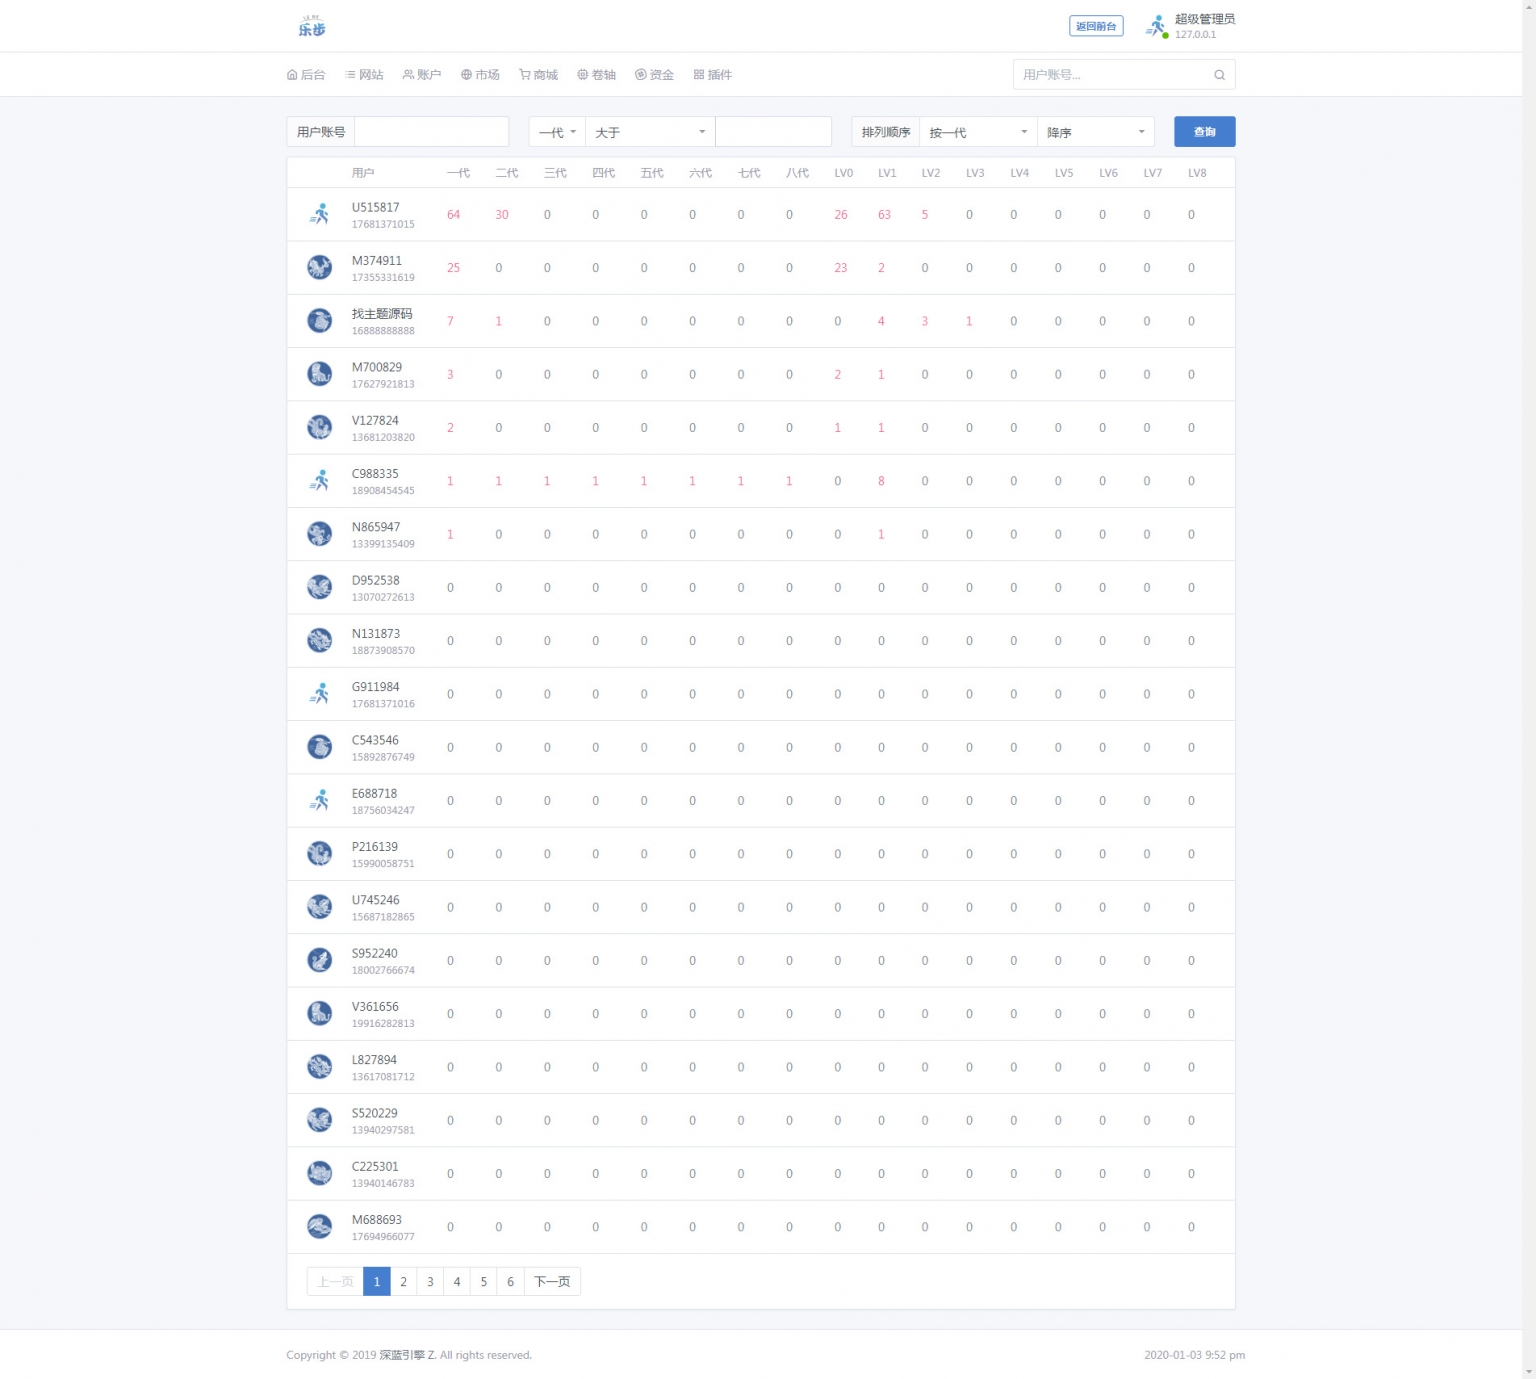 乐步
返回前台
超级管理员
127.0.0.1
后台 网站 账户 市场 商城 卷轴 资金 插件
用户账号...
用户账号 一代 大于 排列顺序 按一代 降序 查询
用户 一代 二代 三代 四代 五代 六代 七代 八代 LV0 LV1 LV2 LV3 LV4 LV5 LV6 LV7 LV8
U515817
17681371015
64 30 0 0 0 0 0 0 26 63 5 0 0 0 0 0 0
M374911
17355331619
25 0 0 0 0 0 0 0 23 2 0 0 0 0 0 0 0
找主题源码
16888888888
7 1 0 0 0 0 0 0 0 4 3 1 0 0 0 0 0
M700829
17627921813
3 0 0 0 0 0 0 0 2 1 0 0 0 0 0 0 0
V127824
13681203820
2 0 0 0 0 0 0 0 1 1 0 0 0 0 0 0 0
C988335
18908454545
1 1 1 1 1 1 1 1 0 8 0 0 0 0 0 0 0
N865947
13399135409
1 0 0 0 0 0 0 0 0 1 0 0 0 0 0 0 0
D952538
13070272613
0 0 0 0 0 0 0 0 0 0 0 0 0 0 0 0 0
N131873
18873908570
0 0 0 0 0 0 0 0 0 0 0 0 0 0 0 0 0
G911984
17681371016
0 0 0 0 0 0 0 0 0 0 0 0 0 0 0 0 0
C543546
15892876749
0 0 0 0 0 0 0 0 0 0 0 0 0 0 0 0 0
E688718
18756034247
0 0 0 0 0 0 0 0 0 0 0 0 0 0 0 0 0
P216139
15990058751
0 0 0 0 0 0 0 0 0 0 0 0 0 0 0 0 0
U745246
15687182865
0 0 0 0 0 0 0 0 0 0 0 0 0 0 0 0 0
S952240
18002766674
0 0 0 0 0 0 0 0 0 0 0 0 0 0 0 0 0
V361656
19916282813
0 0 0 0 0 0 0 0 0 0 0 0 0 0 0 0 0
L827894
13617081712
0 0 0 0 0 0 0 0 0 0 0 0 0 0 0 0 0
S520229
13940297581
0 0 0 0 0 0 0 0 0 0 0 0 0 0 0 0 0
C225301
13940146783
0 0 0 0 0 0 0 0 0 0 0 0 0 0 0 0 0
M688693
17694966077
0 0 0 0 0 0 0 0 0 0 0 0 0 0 0 0 0
上一页 1 2 3 4 5 6 下一页
Copyright © 2019 深蓝引擎 Z. All rights reserved.
2020-01-03 9:52 pm